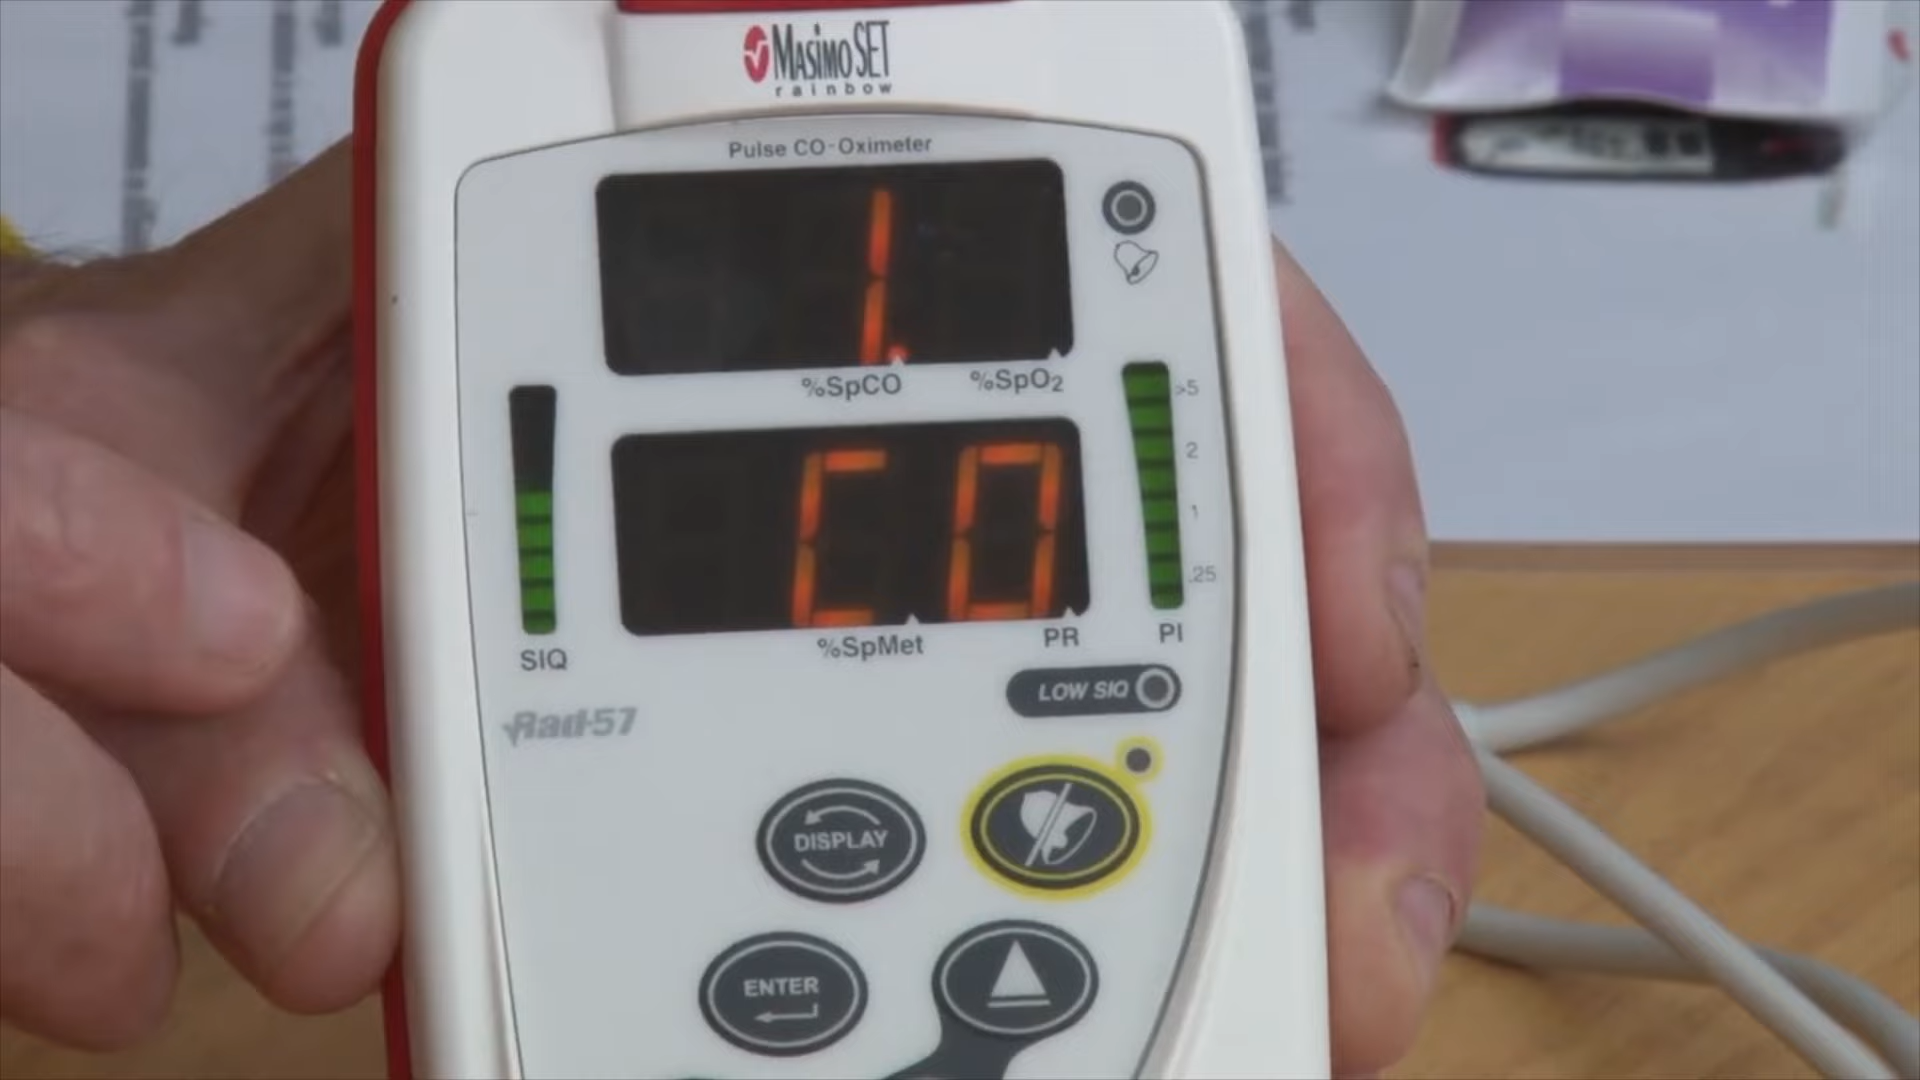 MASIMO SET
rainbow
Pulse CO-Oximeter
1.
%SpCO %SpO2
>5
2
1
.25
CO
%SpMet PR PI
SIQ
LOW SIQ
Rad-57
DISPLAY
ENTER